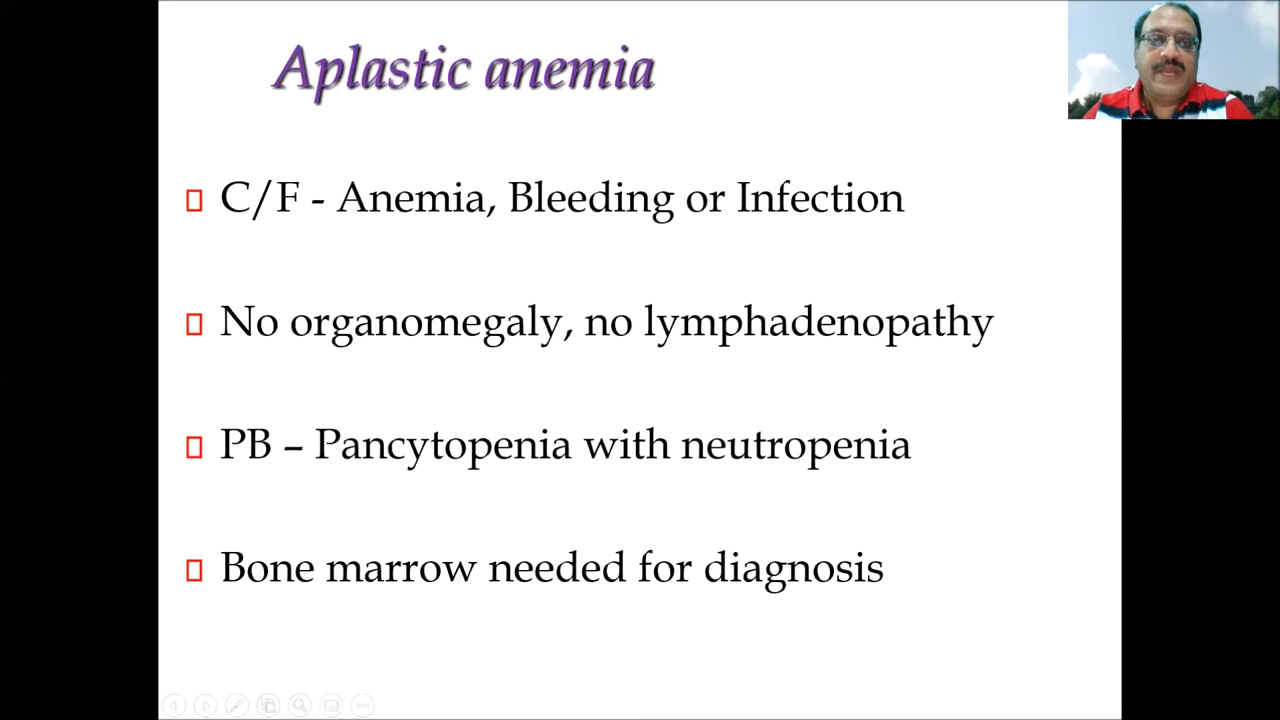 Aplastic anemia
C/F - Anemia, Bleeding or Infection
No organomegaly, no lymphadenopathy
PB – Pancytopenia with neutropenia
Bone marrow needed for diagnosis